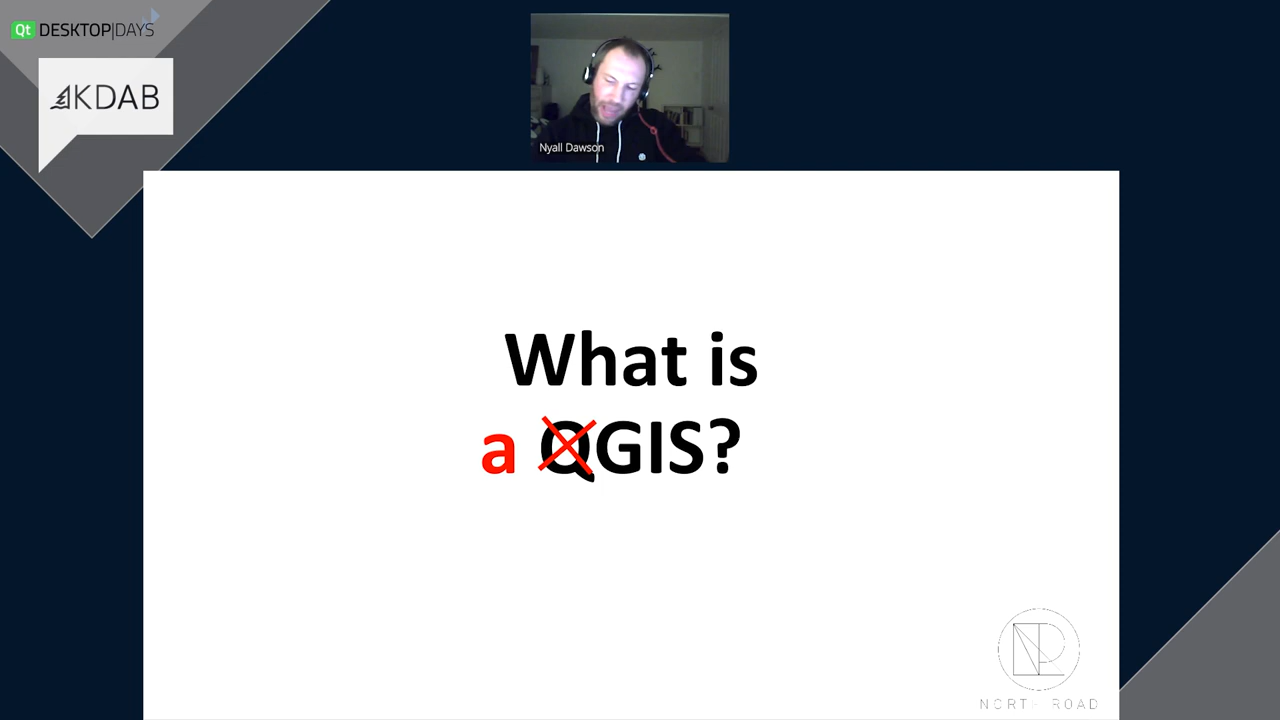 Qt DESKTOP|DAYS
KDAB
Nyall Dawson
What is
a QGIS?
NORTH ROAD